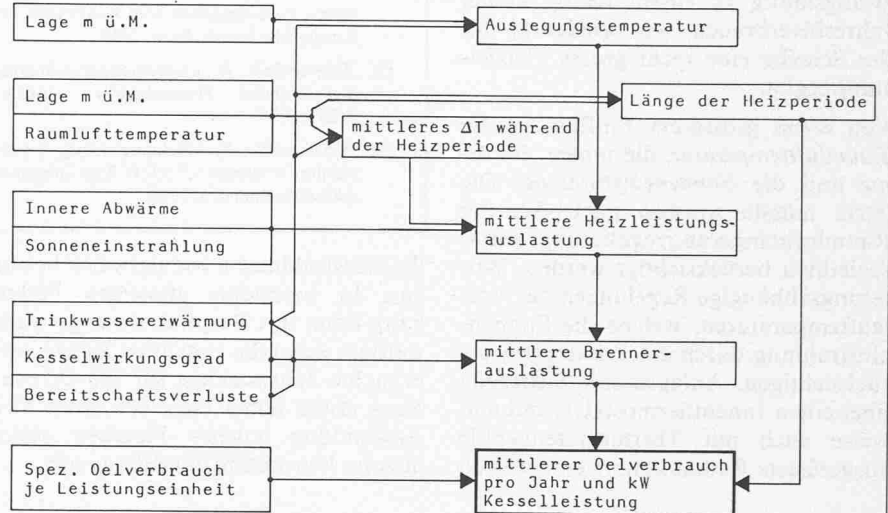 Lage m ü.M.
Auslegungstemperatur
Lage m ü.M.
Länge der Heizperiode
Raumlufttemperatur
mittleres ΔT während
der Heizperiode
Innere Abwärme
Sonneneinstrahlung
mittlere Heizleistungs-
auslastung
Trinkwassererwärmung
Kesselwirkungsgrad
Bereitschaftsverluste
mittlere Brenner-
auslastung
Spez. Oelverbrauch
je Leistungseinheit
mittlerer Oelverbrauch
pro Jahr und kW
Kesselleistung